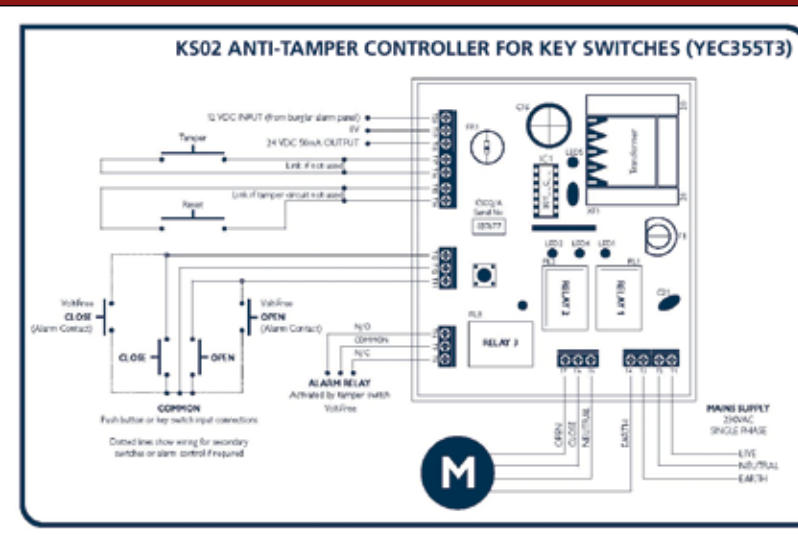 KS02 ANTI-TAMPER CONTROLLER FOR KEY SWITCHES (YEC355T3)
12 VDC INPUT (from burglar alarm panel)
0V
24 VDC 50mA OUTPUT
Tamper
Link if not used
Link if tamper circuit not used
Reset
Transformer
IC1
LED5
Serial No
RELAY 2
RELAY 1
RELAY 3
Volt-Free
CLOSE
(Alarm Contact)
Volt-Free
OPEN
(Alarm Contact)
CLOSE
OPEN
COMMON
Push button or key switch input connections
Dotted lines show wiring for secondary
switches or alarm control if required
N/O
COMMON
N/C
ALARM RELAY
Activated by tamper switch
Volt-Free
OPEN
CLOSE
NEUTRAL
EARTH
M
MAINS SUPPLY
230VAC
SINGLE PHASE
LIVE
NEUTRAL
EARTH